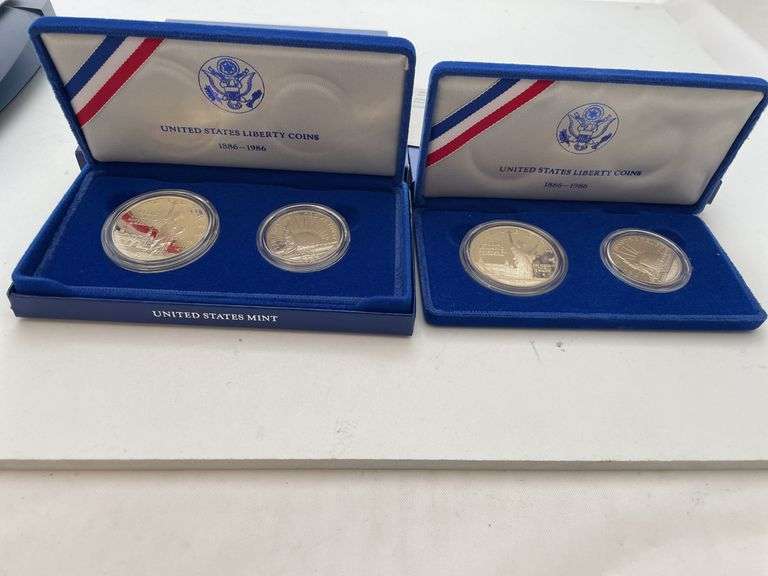 UNITED STATES LIBERTY COINS
1886–1986
UNITED STATES MINT
UNITED STATES LIBERTY COINS
1886–1986